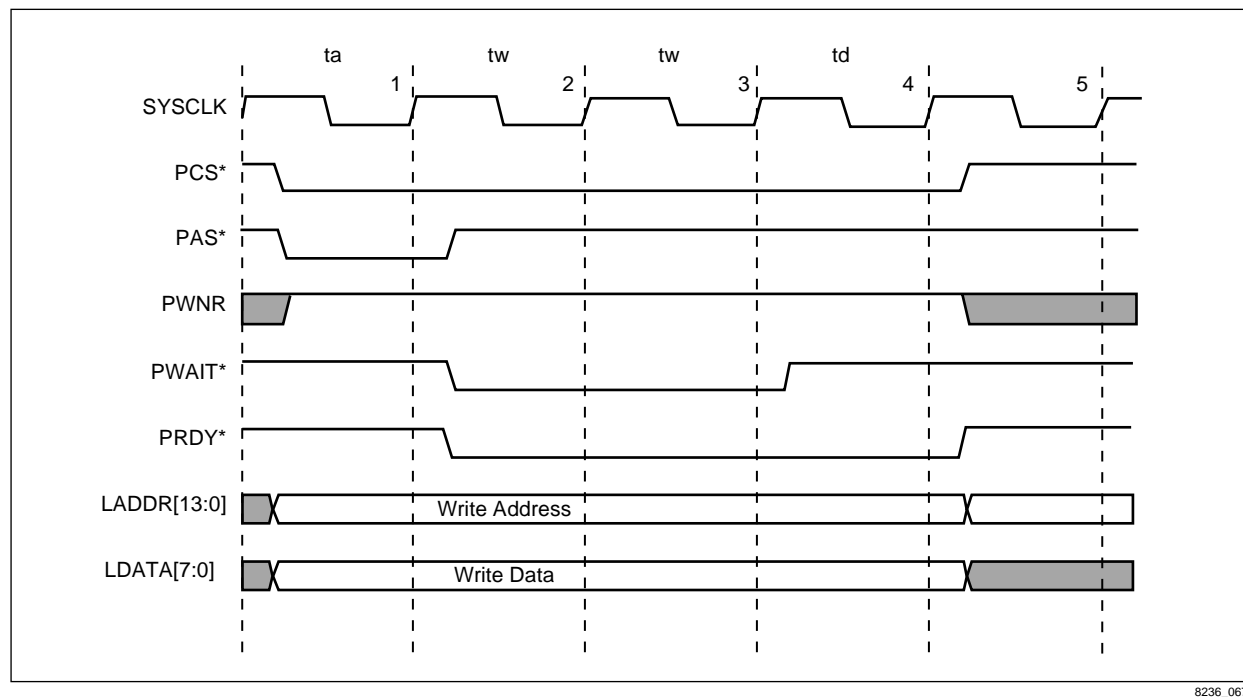 ta tw tw td
1 2 3 4 5
SYSCLK
PCS*
PAS*
PWNR
PWAIT*
PRDY*
LADDR[13:0] Write Address
LDATA[7:0] Write Data